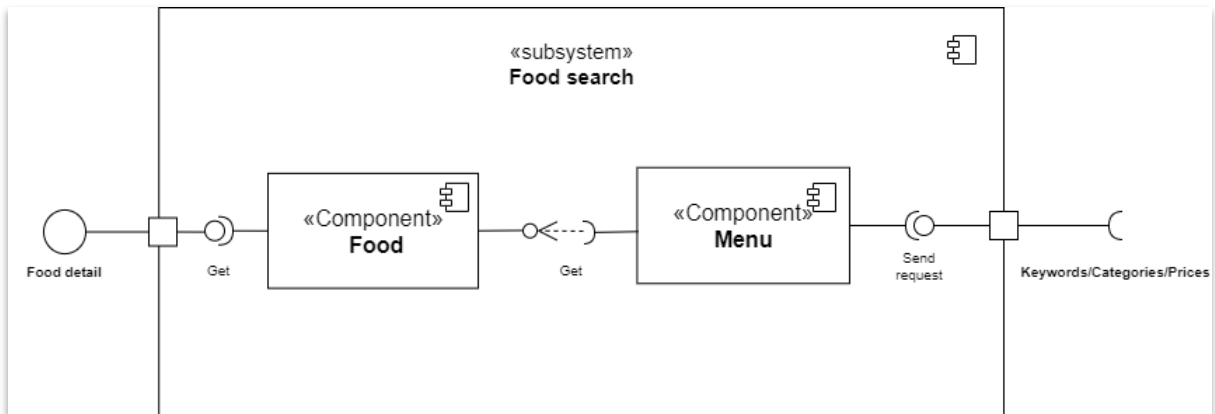 «subsystem»
Food search
«Component»
Food
«Component»
Menu
Food detail
Get
Get
Send
request
Keywords/Categories/Prices